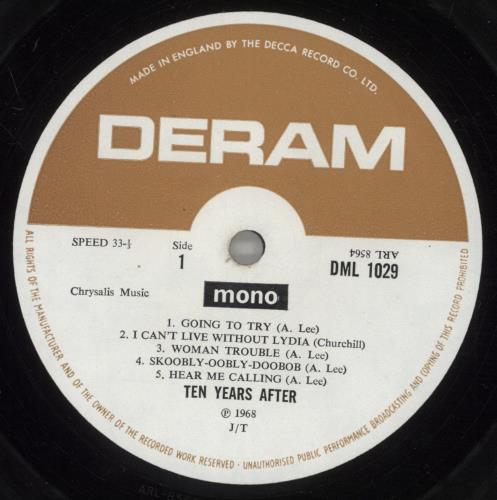 MADE IN ENGLAND BY THE DECCA RECORD CO. LTD.
DERAM
SPEED 33-⅓
Side
1
ARL 8564
DML 1029
Chrysalis Music
mono
1. GOING TO TRY (A. Lee)
2. I CAN'T LIVE WITHOUT LYDIA (Churchill)
3. WOMAN TROUBLE (A. Lee)
4. SKOOBLY-OOBLY-DOOBOB (A. Lee)
5. HEAR ME CALLING (A. Lee)
TEN YEARS AFTER
℗ 1968
J/T
ALL RIGHTS OF THE MANUFACTURER AND OF THE OWNER OF THE RECORDED WORK RESERVED · UNAUTHORISED PUBLIC PERFORMANCE BROADCASTING AND COPYING OF THIS RECORD PROHIBITED